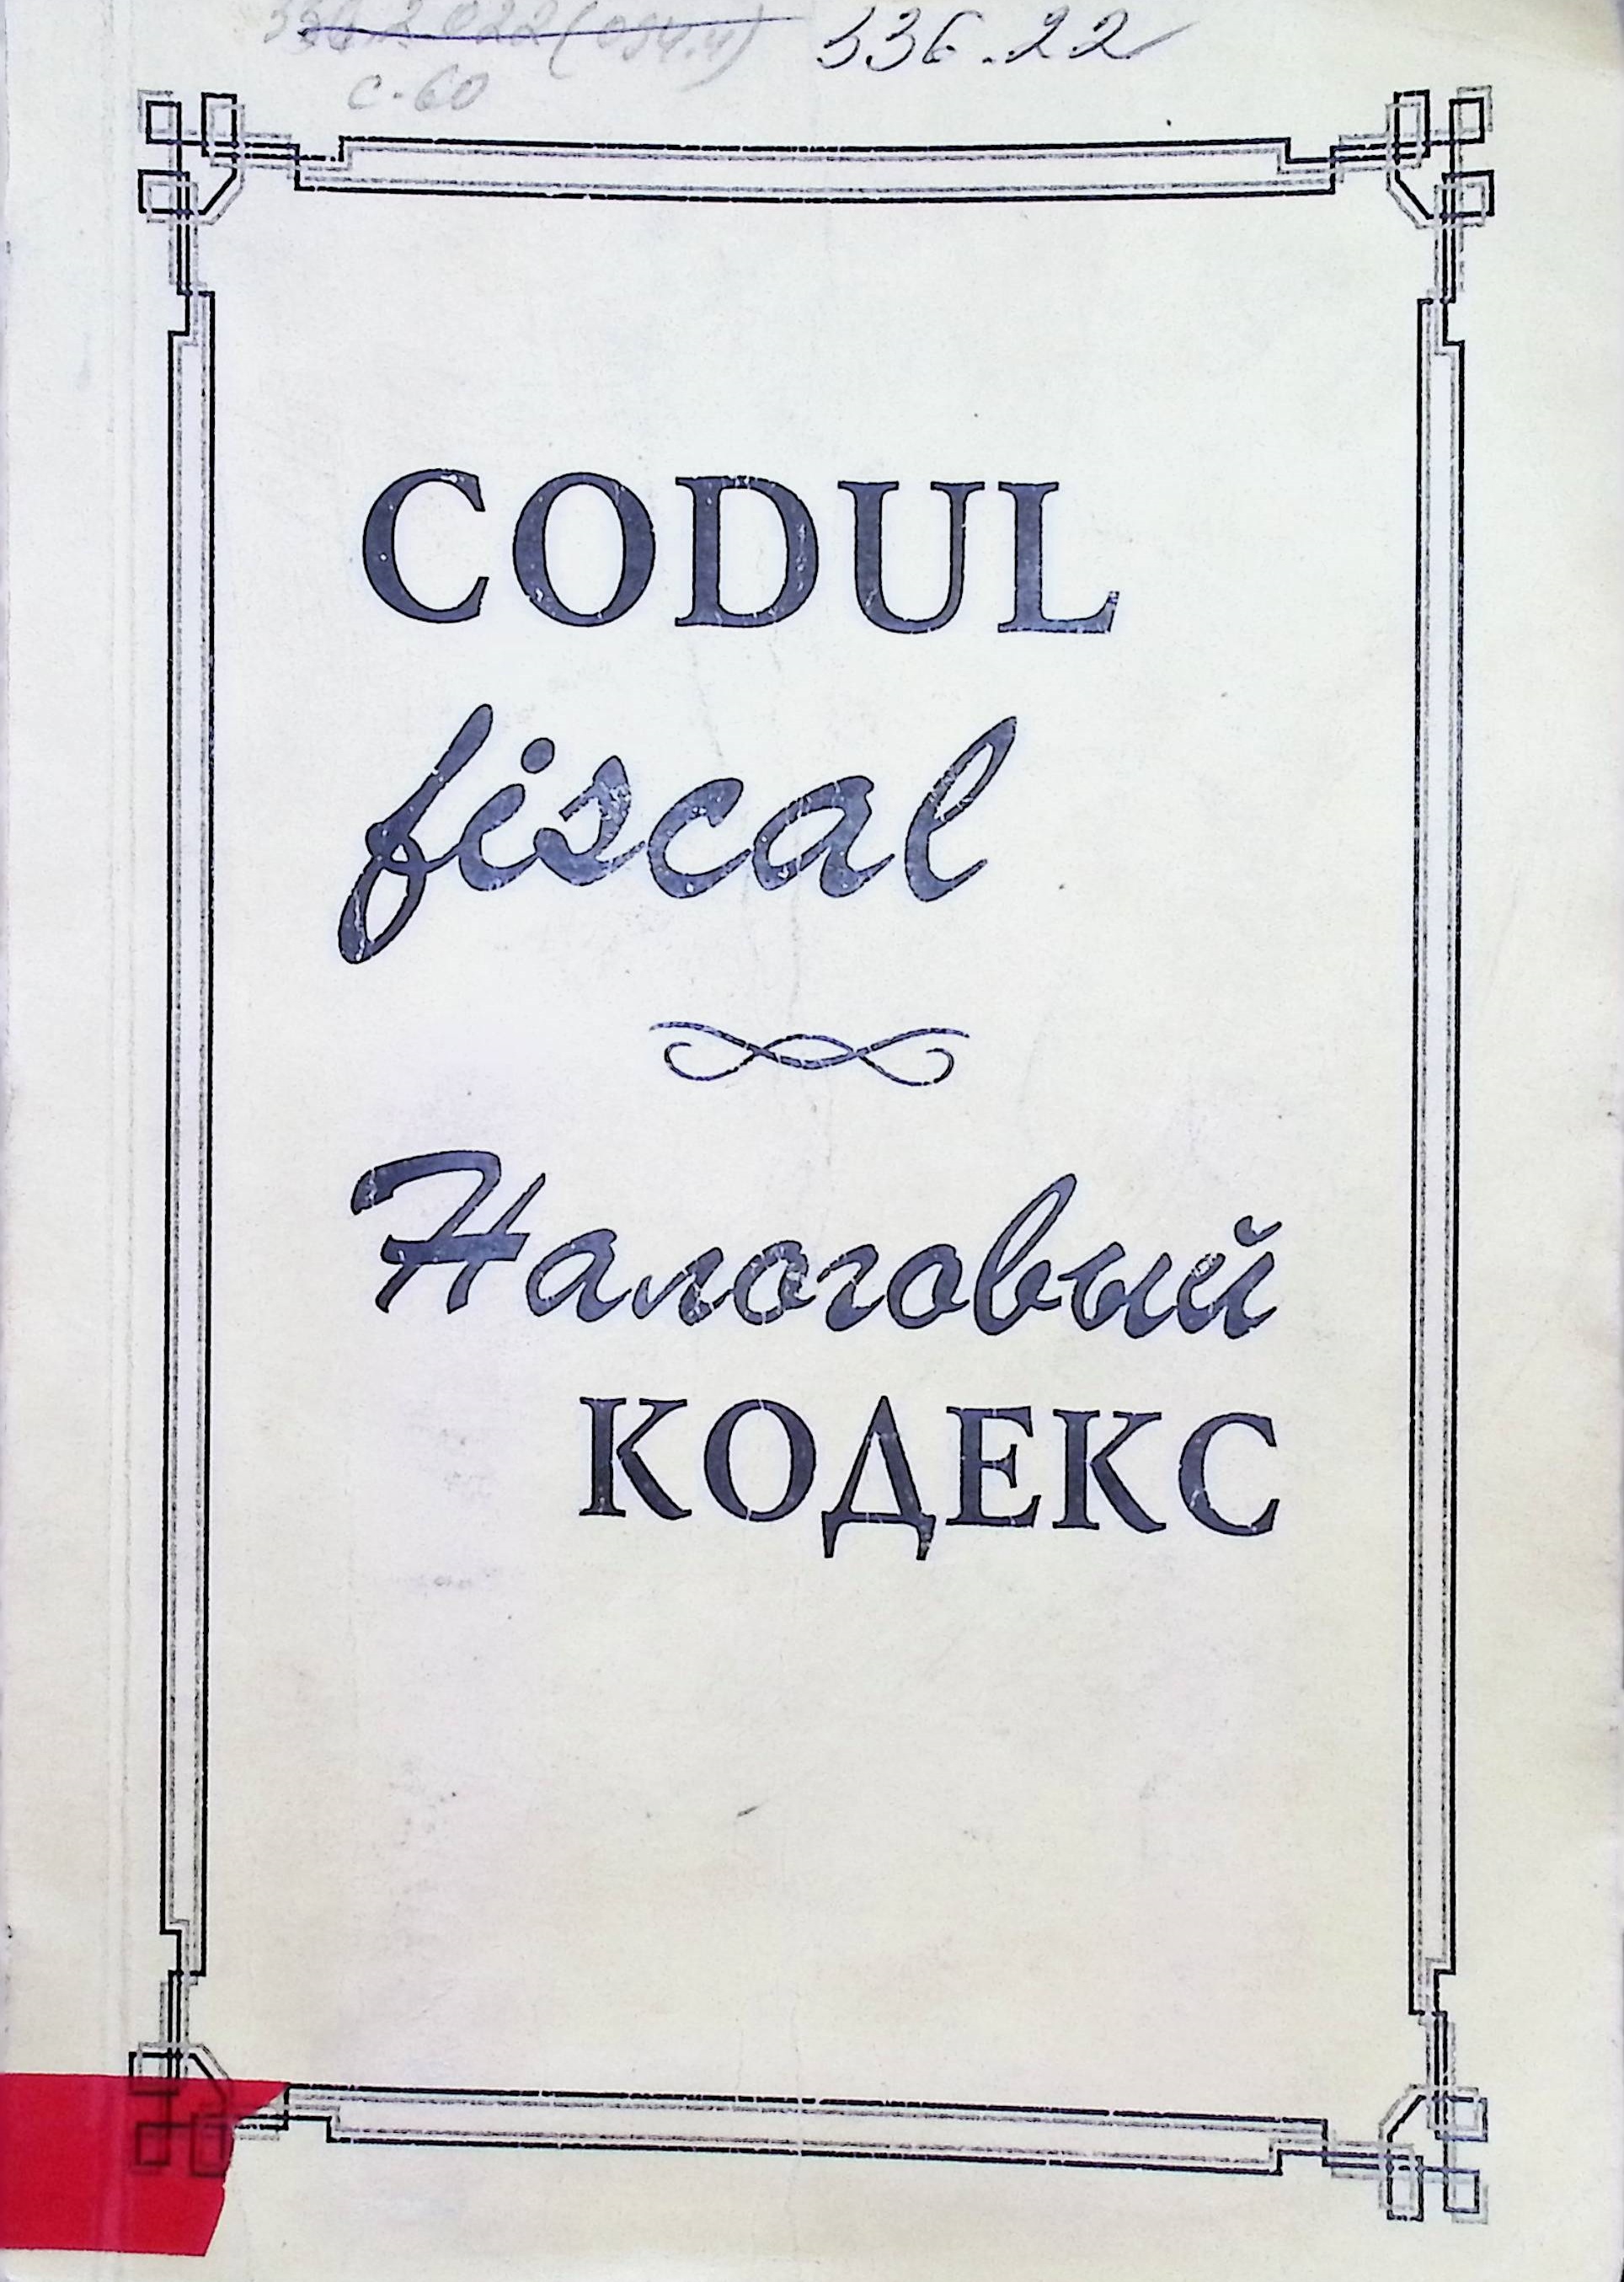 336.22
с-60
CODUL
fiscal
Налоговый
КОДЕКС